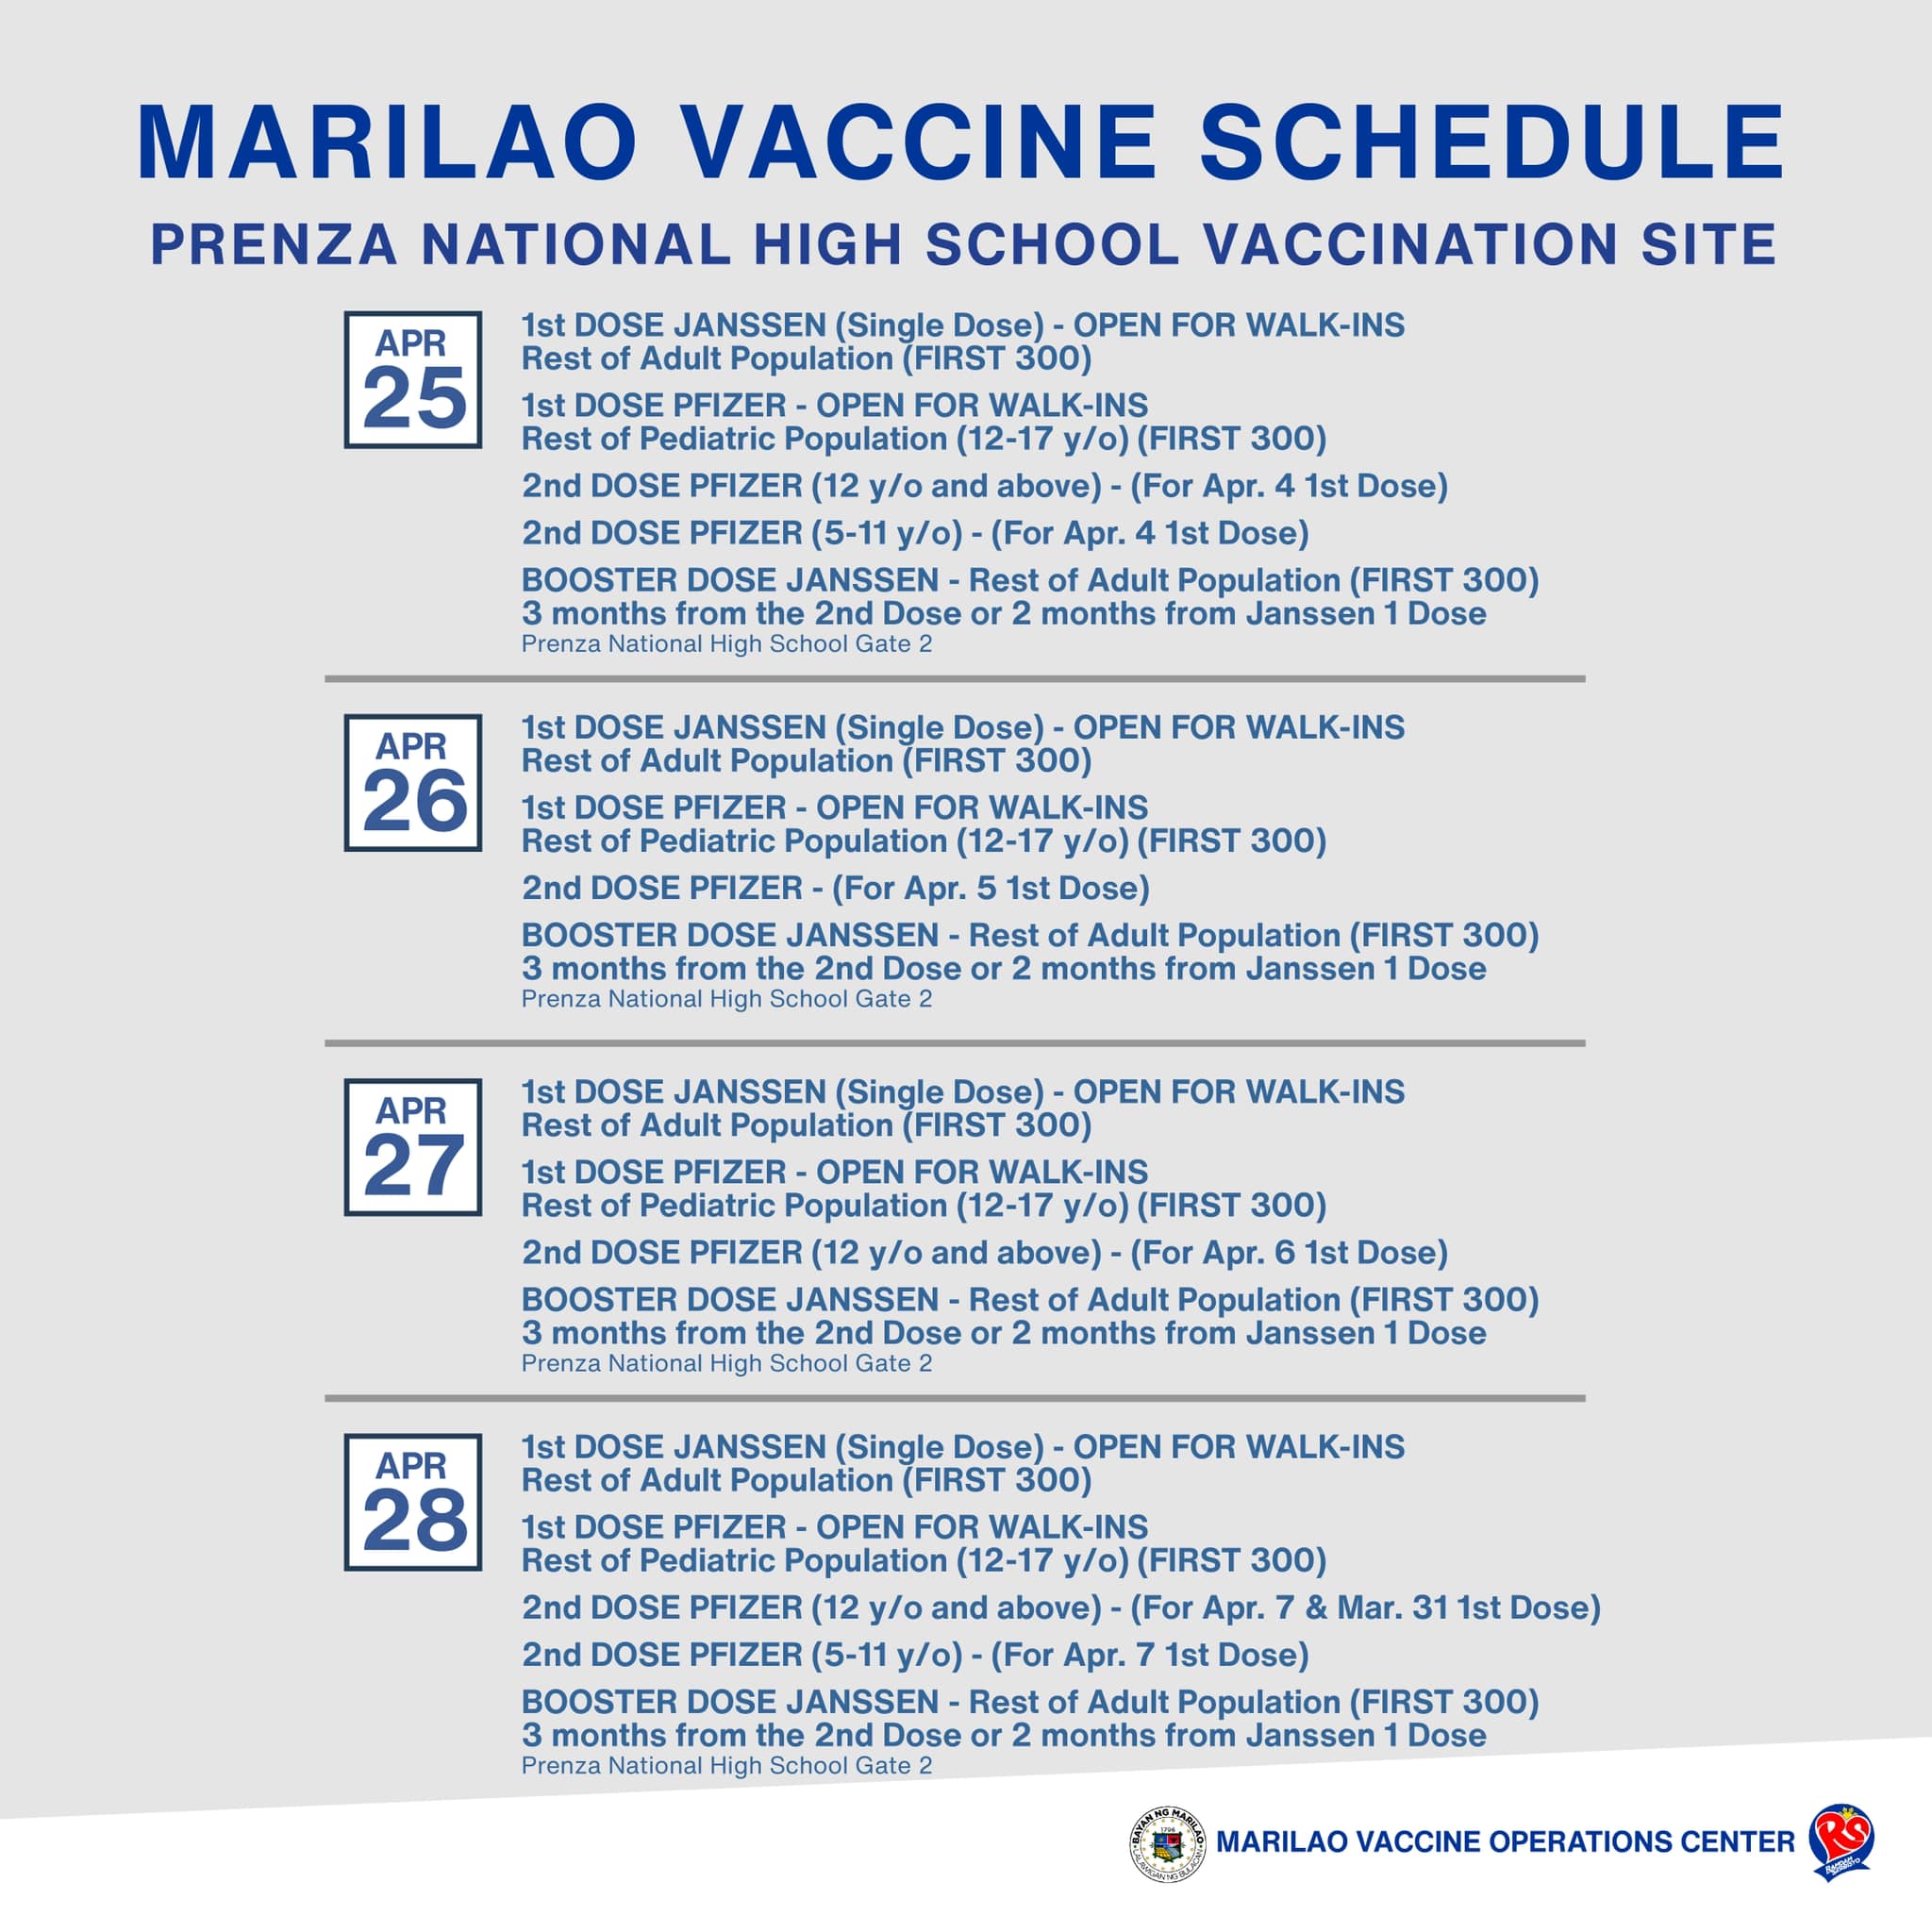 MARILAO VACCINE SCHEDULE
PRENZA NATIONAL HIGH SCHOOL VACCINATION SITE
APR
25
1st DOSE JANSSEN (Single Dose) - OPEN FOR WALK-INS
Rest of Adult Population (FIRST 300)
1st DOSE PFIZER - OPEN FOR WALK-INS
Rest of Pediatric Population (12-17 y/o) (FIRST 300)
2nd DOSE PFIZER (12 y/o and above) - (For Apr. 4 1st Dose)
2nd DOSE PFIZER (5-11 y/o) - (For Apr. 4 1st Dose)
BOOSTER DOSE JANSSEN - Rest of Adult Population (FIRST 300)
3 months from the 2nd Dose or 2 months from Janssen 1 Dose
Prenza National High School Gate 2
APR
26
1st DOSE JANSSEN (Single Dose) - OPEN FOR WALK-INS
Rest of Adult Population (FIRST 300)
1st DOSE PFIZER - OPEN FOR WALK-INS
Rest of Pediatric Population (12-17 y/o) (FIRST 300)
2nd DOSE PFIZER - (For Apr. 5 1st Dose)
BOOSTER DOSE JANSSEN - Rest of Adult Population (FIRST 300)
3 months from the 2nd Dose or 2 months from Janssen 1 Dose
Prenza National High School Gate 2
APR
27
1st DOSE JANSSEN (Single Dose) - OPEN FOR WALK-INS
Rest of Adult Population (FIRST 300)
1st DOSE PFIZER - OPEN FOR WALK-INS
Rest of Pediatric Population (12-17 y/o) (FIRST 300)
2nd DOSE PFIZER (12 y/o and above) - (For Apr. 6 1st Dose)
BOOSTER DOSE JANSSEN - Rest of Adult Population (FIRST 300)
3 months from the 2nd Dose or 2 months from Janssen 1 Dose
Prenza National High School Gate 2
APR
28
1st DOSE JANSSEN (Single Dose) - OPEN FOR WALK-INS
Rest of Adult Population (FIRST 300)
1st DOSE PFIZER - OPEN FOR WALK-INS
Rest of Pediatric Population (12-17 y/o) (FIRST 300)
2nd DOSE PFIZER (12 y/o and above) - (For Apr. 7 & Mar. 31 1st Dose)
2nd DOSE PFIZER (5-11 y/o) - (For Apr. 7 1st Dose)
BOOSTER DOSE JANSSEN - Rest of Adult Population (FIRST 300)
3 months from the 2nd Dose or 2 months from Janssen 1 Dose
Prenza National High School Gate 2
BAYAN NG MARILAO
1796
LALAWIGAN NG BULACAN
MARILAO VACCINE OPERATIONS CENTER
RS